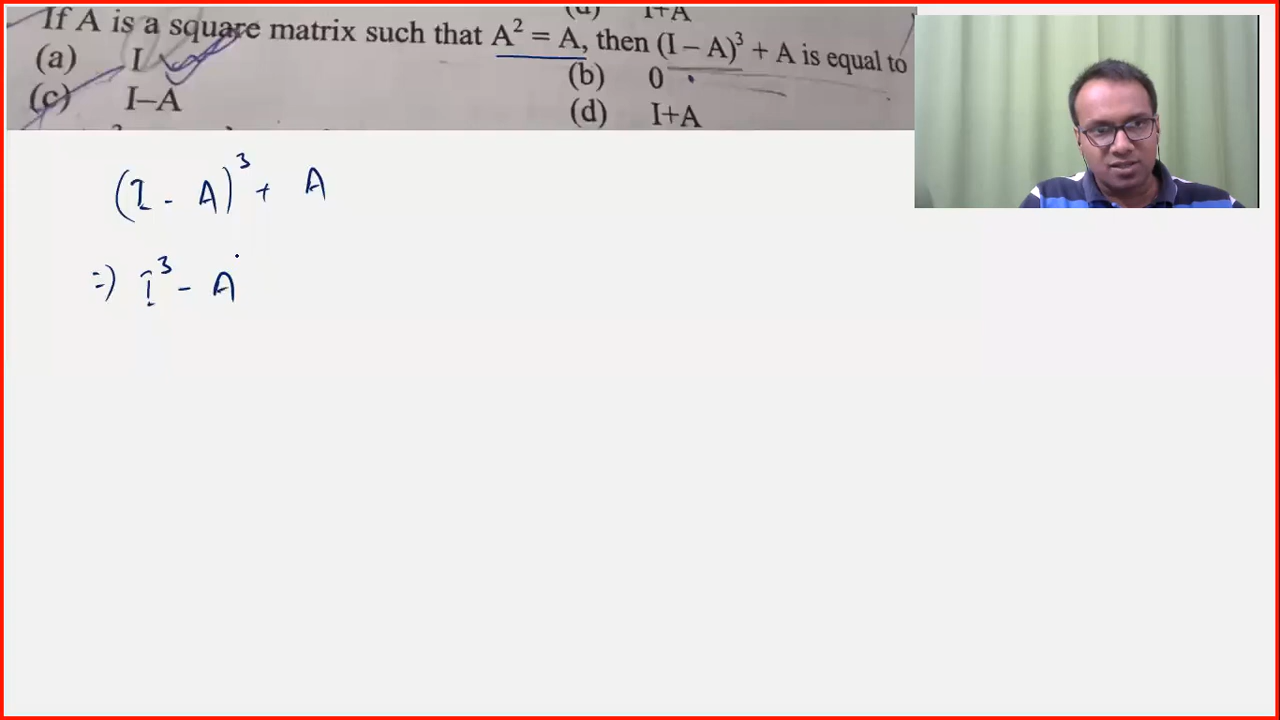 (d) I+A
If A is a square matrix such that A² = A, then (I – A)³ + A is equal to
(a) I (b) 0
(c) I–A (d) I+A
(I - A)³ + A
=) I³ - A